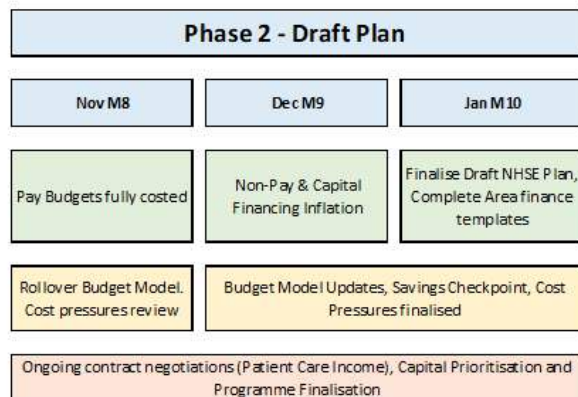 Phase 2 - Draft Plan
Nov M8
Dec M9
Jan M10
Pay Budgets fully costed
Non-Pay & Capital
Financing Inflation
Finalise Draft NHSE Plan,
Complete Area finance
templates
Rollover Budget Model.
Cost pressures review
Budget Model Updates, Savings Checkpoint, Cost
Pressures finalised
Ongoing contract negotiations (Patient Care Income), Capital Prioritisation and
Programme Finalisation